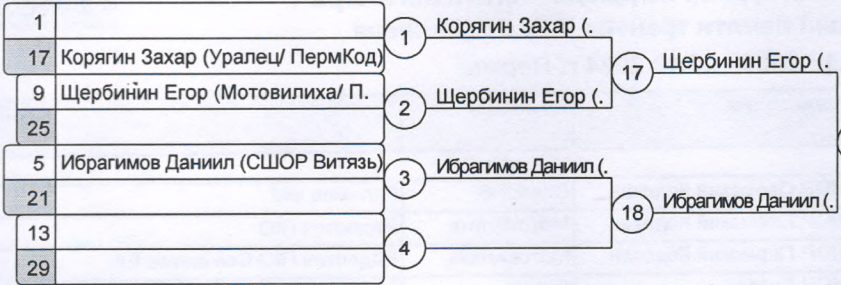 1
17 Корягин Захар (Уралец/ ПермКод)
1
Корягин Захар (.
9 Щербинин Егор (Мотовилиха/ П.
25
2
Щербинин Егор (.
17
Щербинин Егор (.
5 Ибрагимов Даниил (СШОР Витязь)
21
3
Ибрагимов Даниил (.
13
29
4
18
Ибрагимов Даниил (.